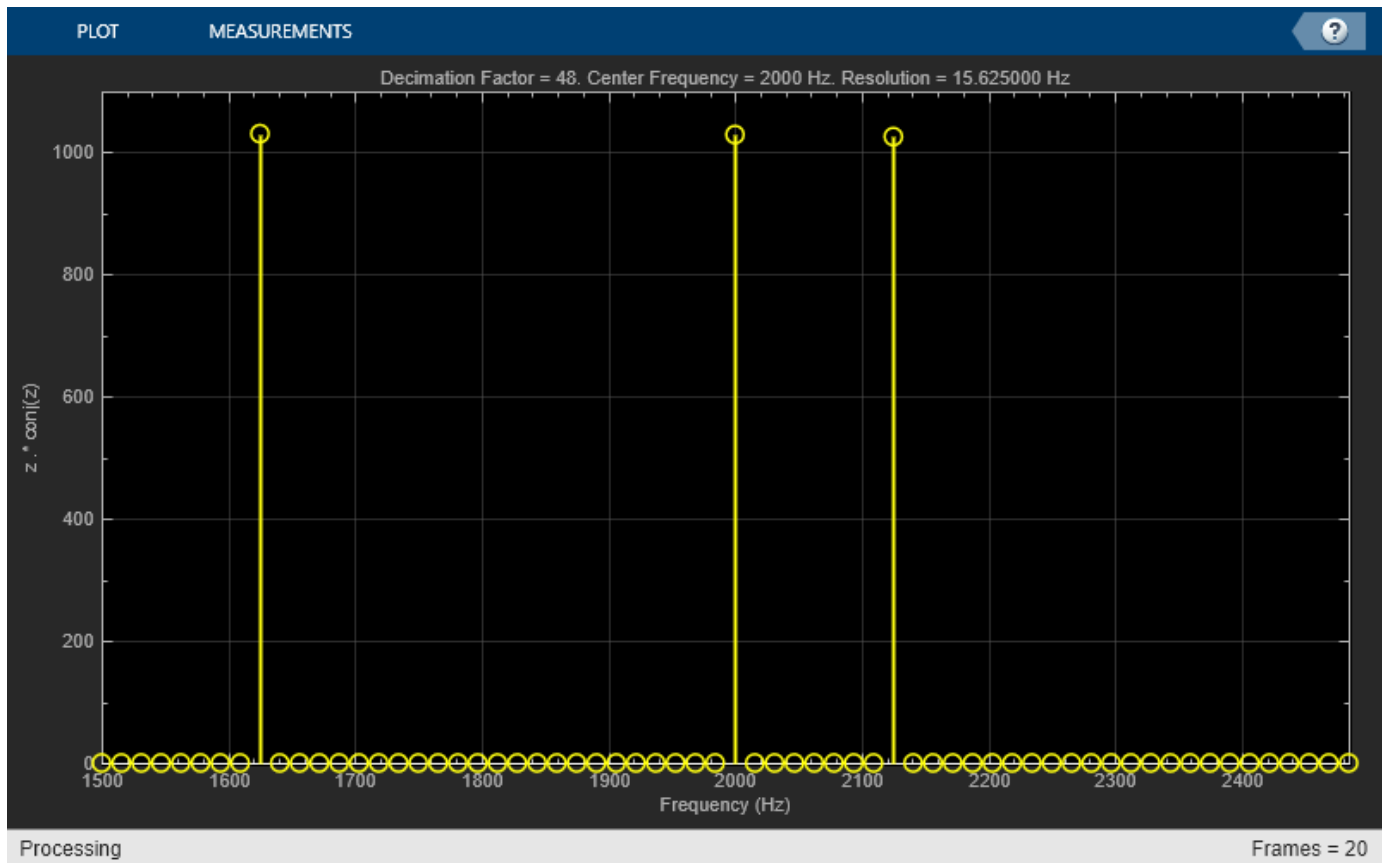 PLOT MEASUREMENTS ?
Decimation Factor = 48. Center Frequency = 2000 Hz. Resolution = 15.625000 Hz
1000
800
600
400
200
0
z .* conj(z)
1500 1600 1700 1800 1900 2000 2100 2200 2300 2400
Frequency (Hz)
Processing Frames = 20